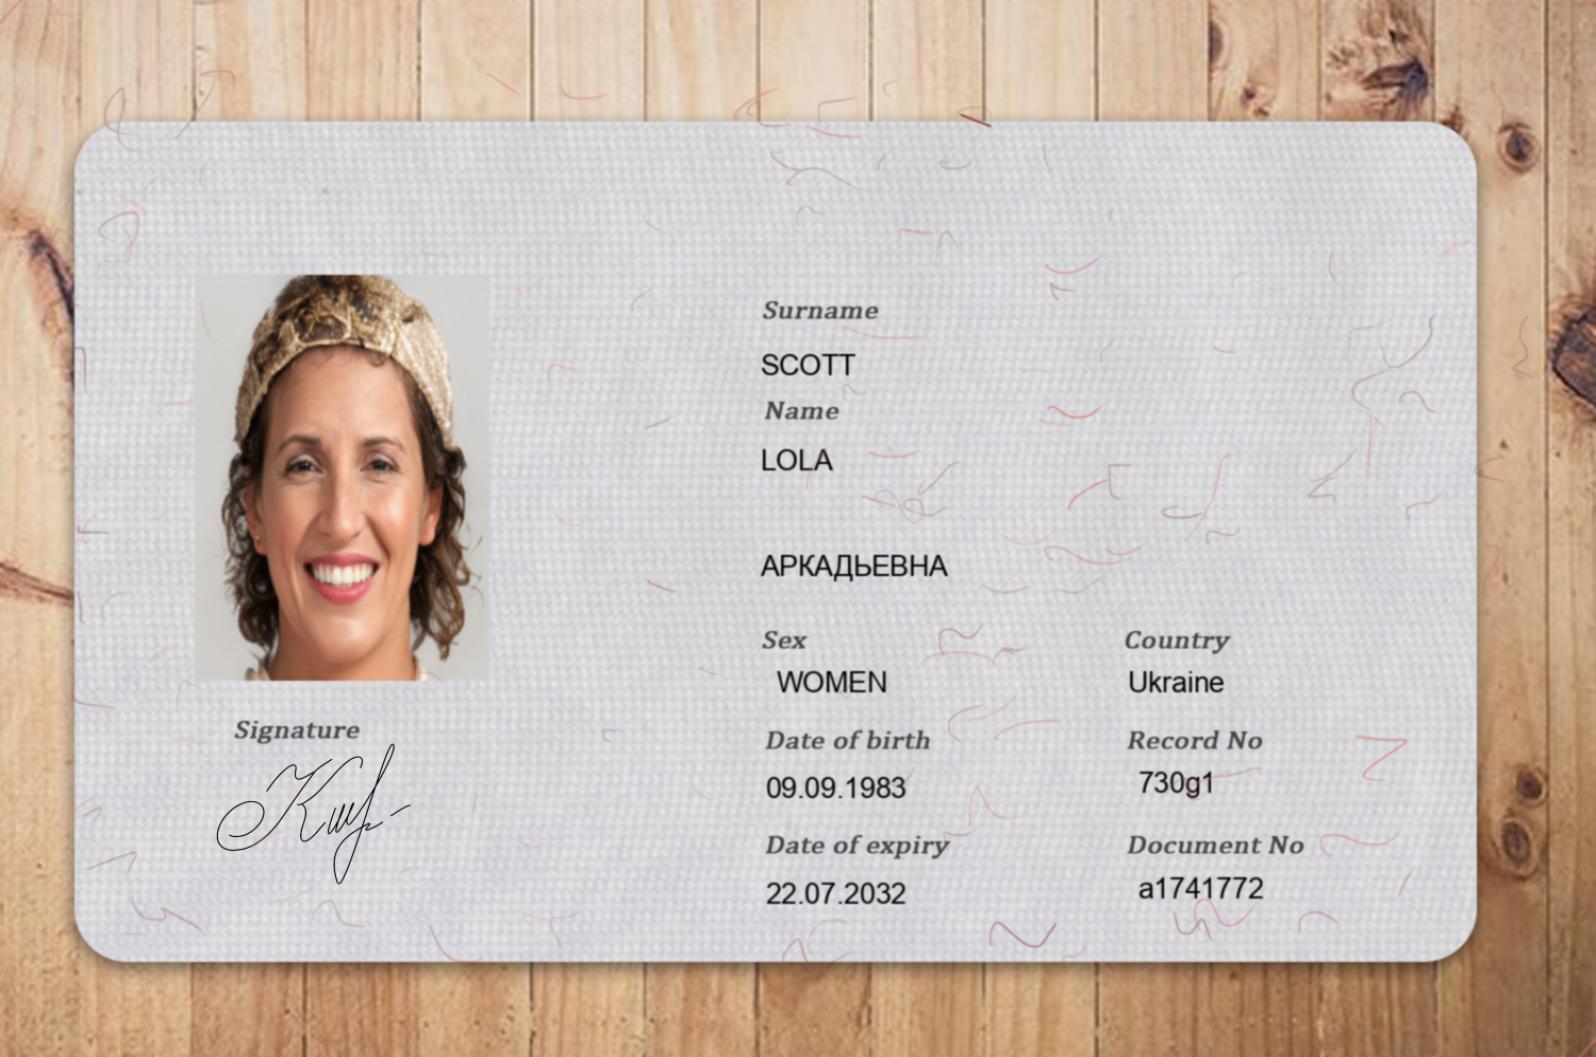 Surname
SCOTT
Name
LOLA
АРКАДЬЕВНА
Sex Country
WOMEN Ukraine
Signature
Date of birth Record No
09.09.1983 730g1
Date of expiry Document No
22.07.2032 a1741772